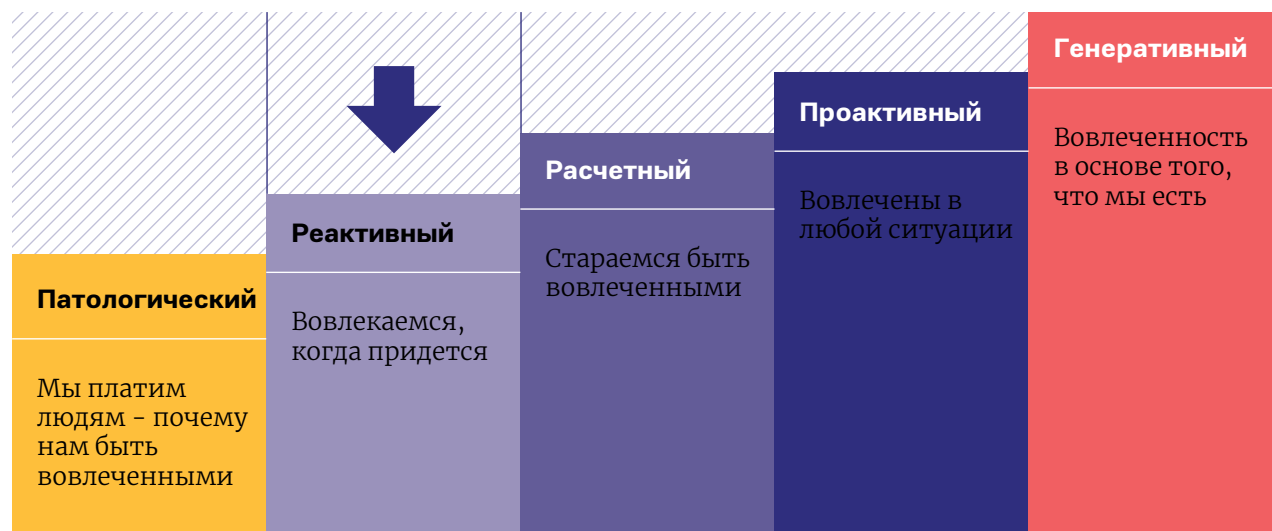 Патологический
Мы платим
людям - почему
нам быть
вовлеченными
Реактивный
Вовлекаемся,
когда придется
Расчетный
Стараемся быть
вовлеченными
Проактивный
Вовлечены в
любой ситуации
Генеративный
Вовлеченность
в основе того,
что мы есть